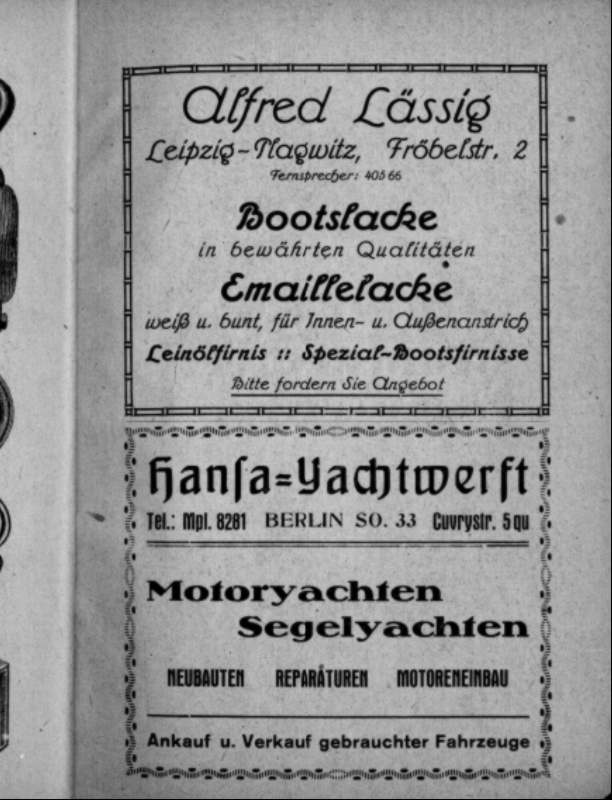 Alfred Lässig
Leipzig-Plagwitz, Fröbelstr. 2
Fernsprecher: 40566
Bootslacke
in bewährten Qualitäten
Emaillelacke
weiß u. bunt, für Innen- u. Außenanstrich
Leinölfirnis :: Spezial-Bootsfirnisse
Bitte fordern Sie Angebot
Hanſa=Yachtwerft
Tel.: Mpl. 8281 BERLIN SO. 33 Cuvrystr. 5 qu
Motoryachten
Segelyachten
NEUBAUTEN REPARATUREN MOTORENEINBAU
Ankauf u. Verkauf gebrauchter Fahrzeuge